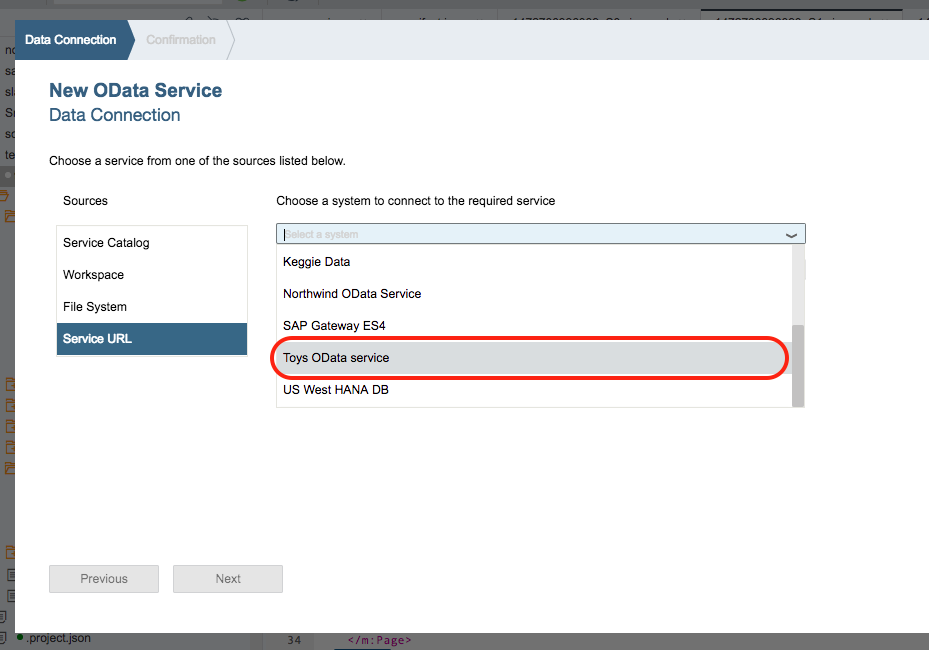 Data Connection
Confirmation
New OData Service
Data Connection
Choose a service from one of the sources listed below.
Sources
Choose a system to connect to the required service
Service Catalog
Workspace
File System
Service URL
Select a system
Keggie Data
Northwind OData Service
SAP Gateway ES4
Toys OData service
US West HANA DB
Previous
Next
.project.json
34
</m:Page>